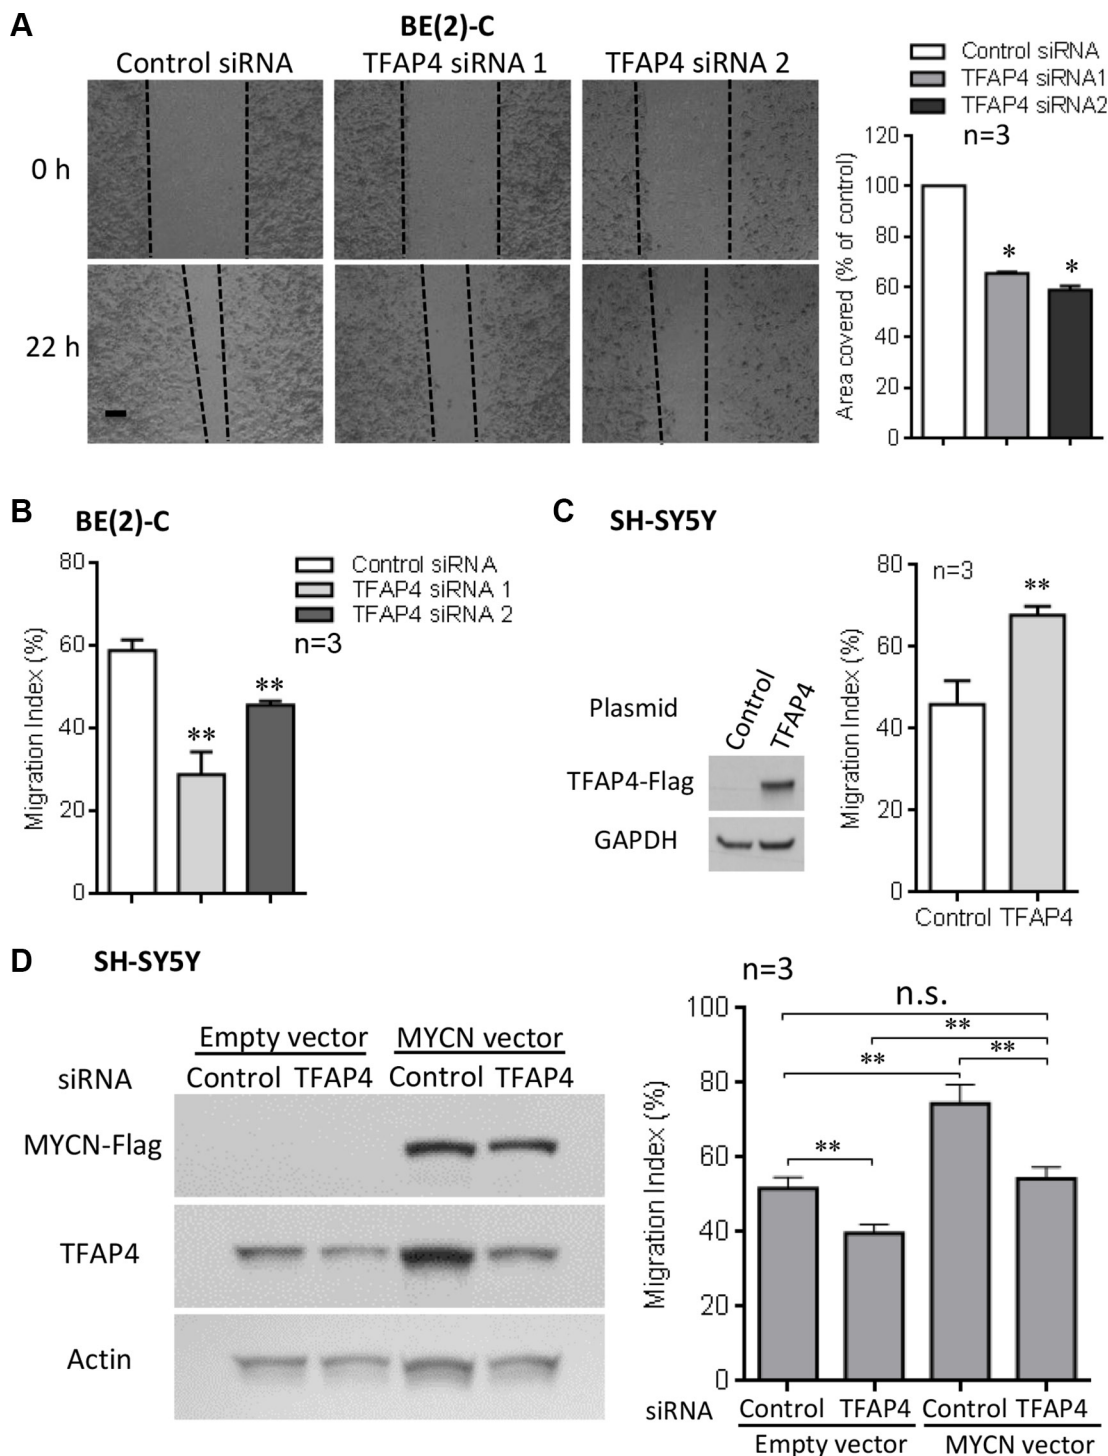 A
BE(2)-C
Control siRNA TFAP4 siRNA 1 TFAP4 siRNA 2
0 h
22 h
Control siRNA
TFAP4 siRNA1
TFAP4 siRNA2
n=3
Area covered (% of control)
120
100
80
60
40
20
0
*
*
B
BE(2)-C
Control siRNA
TFAP4 siRNA 1
TFAP4 siRNA 2
n=3
Migration Index (%)
80
60
40
20
0
**
**
C
SH-SY5Y
Plasmid
Control
TFAP4
TFAP4-Flag
GAPDH
n=3
**
Migration Index (%)
80
60
40
20
0
Control TFAP4
D
SH-SY5Y
Empty vector MYCN vector
siRNA Control TFAP4 Control TFAP4
MYCN-Flag
TFAP4
Actin
n=3
n.s.
**
**
**
**
Migration Index (%)
100
80
60
40
20
0
siRNA Control TFAP4 Control TFAP4
Empty vector MYCN vector